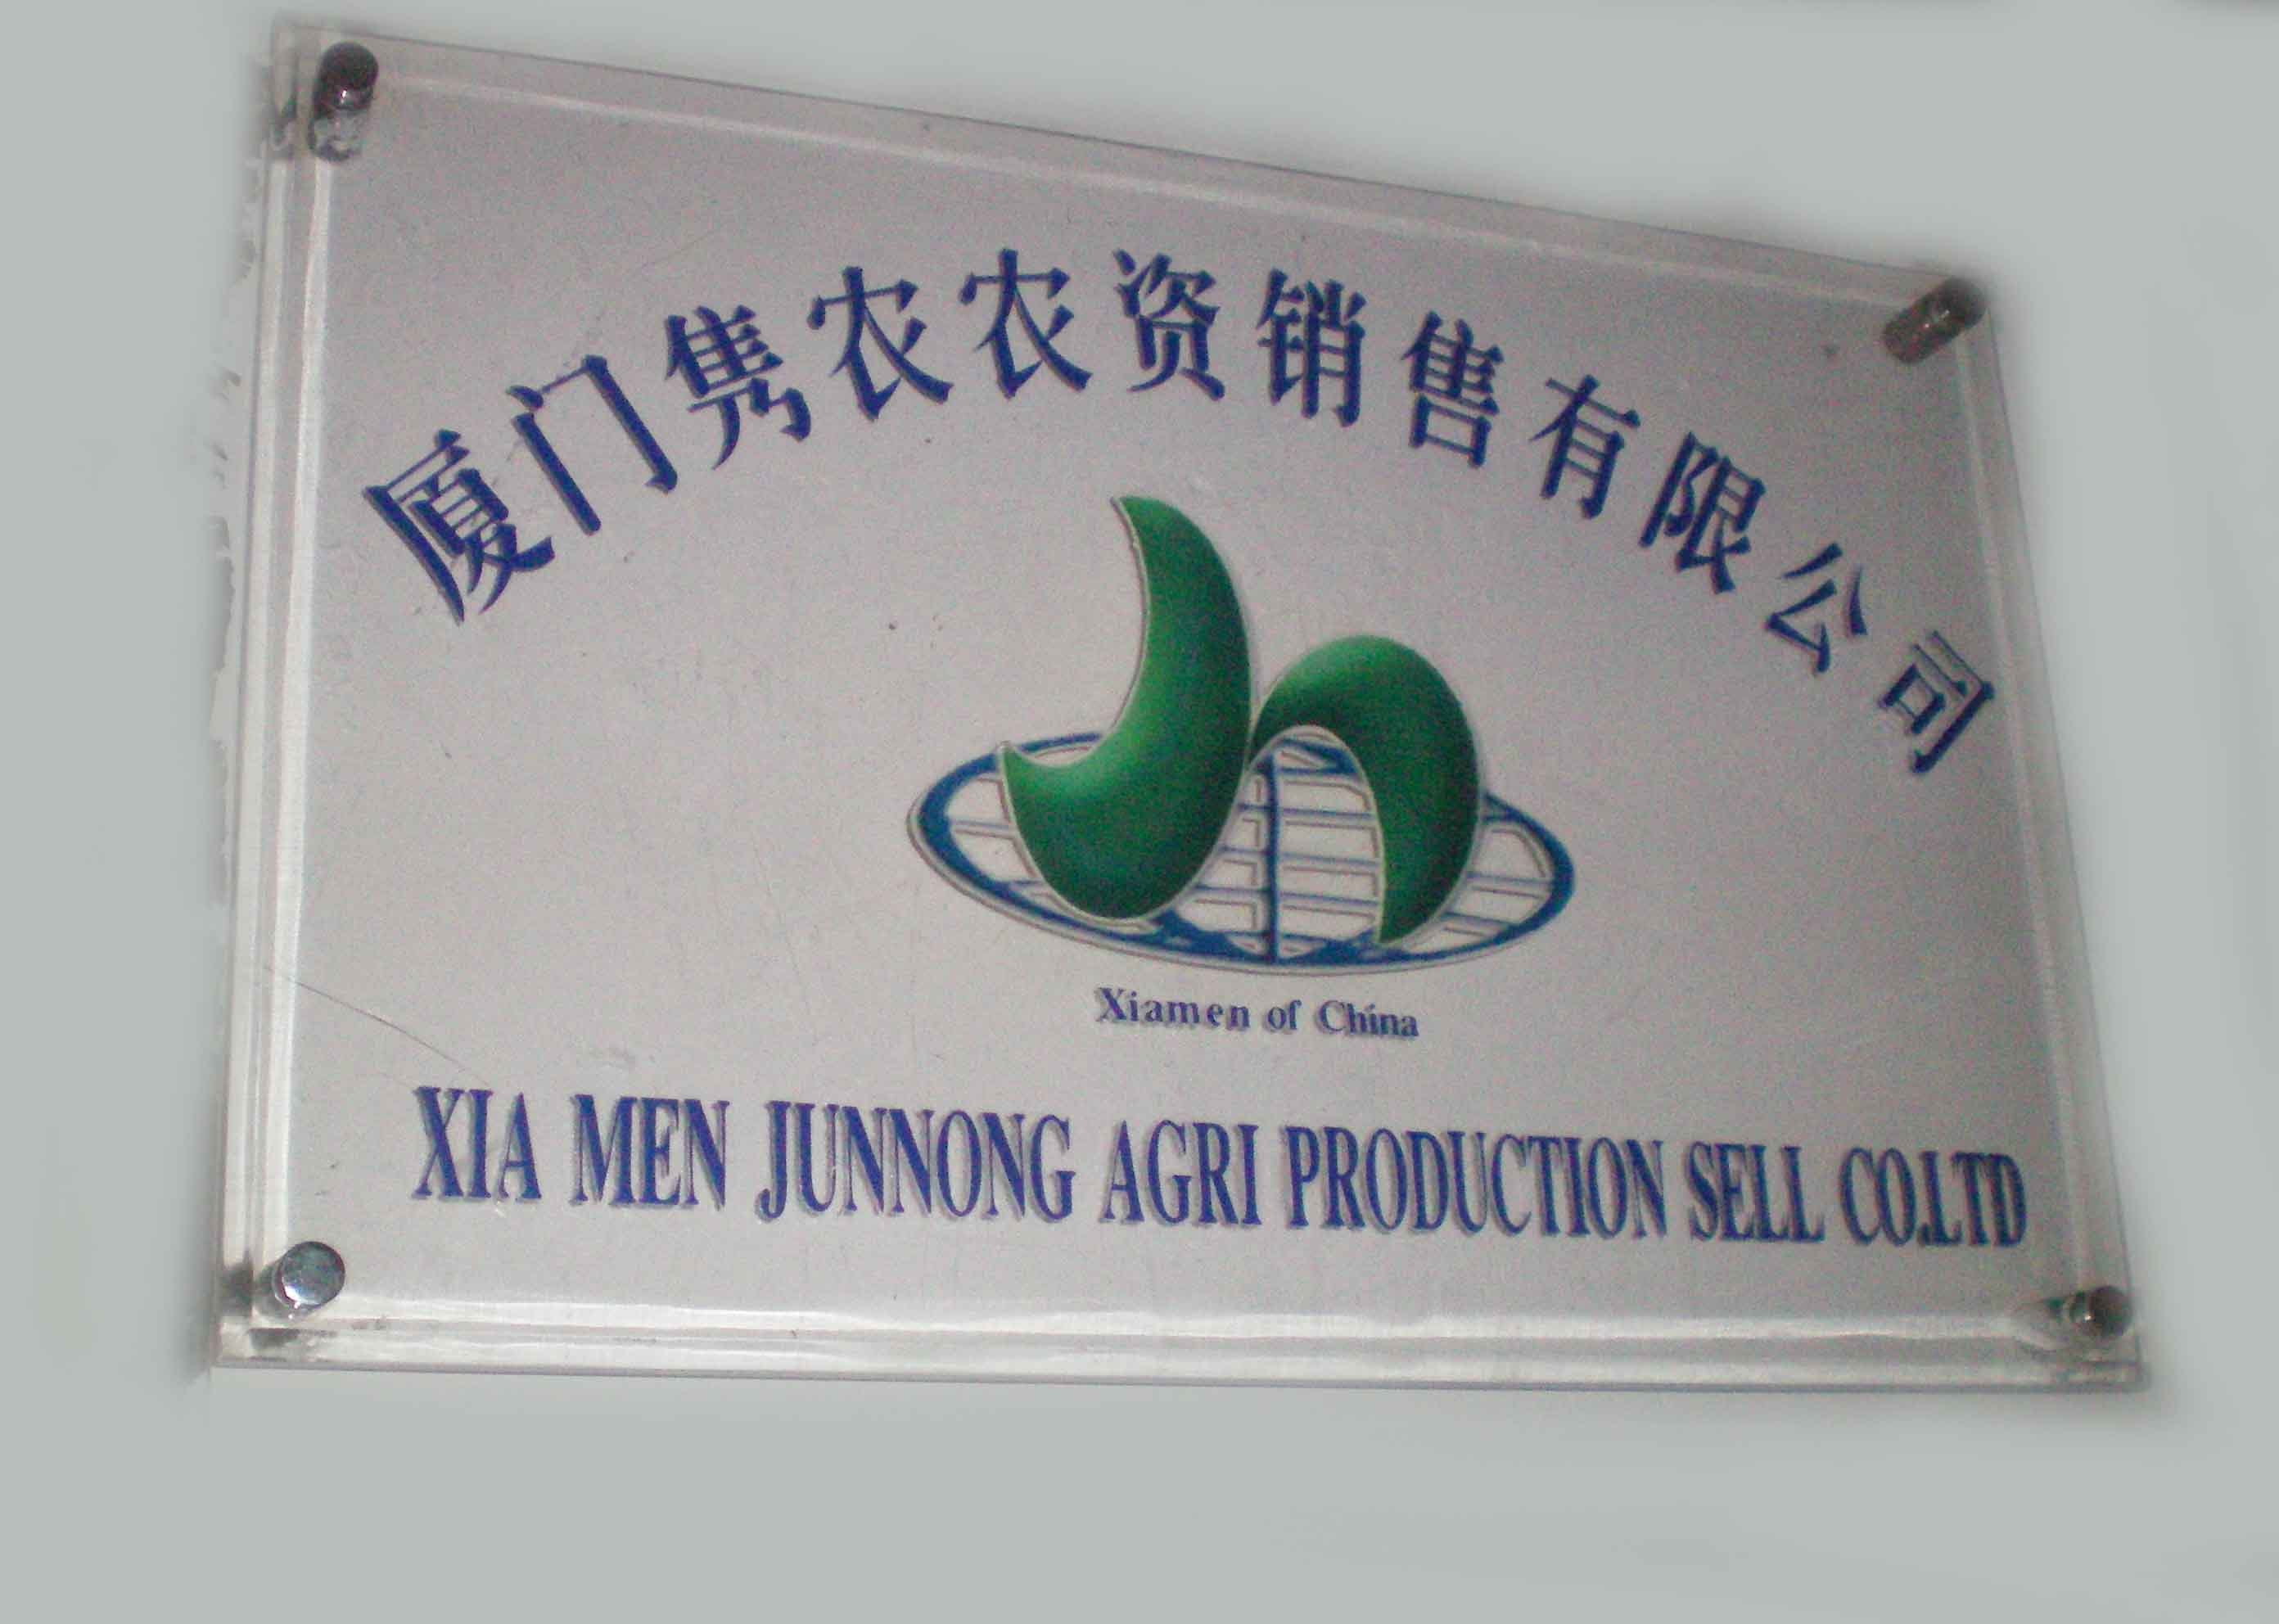 厦门隽农农资销售有限公司
Xiamen of China
XIA MEN JUNNONG AGRI PRODUCTION SELL CO.LTD